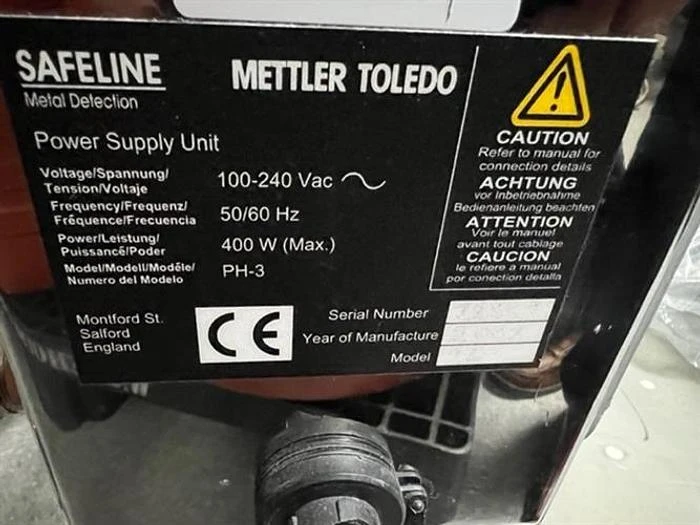 SAFELINE
Metal Detection
METTLER TOLEDO
Power Supply Unit
Voltage/Spannung/
Tension/Voltaje
100-240 Vac
Frequency/Frequenz/
Fréquence/Frecuencia
50/60 Hz
Power/Leistung/
Puissancé/Poder
400 W (Max.)
Model/Modell/Modéle/
Numero del Modelo
PH-3
Montford St.
Salford
England
CE
Serial Number
Year of Manufacture
Model
CAUTION
Refer to manual for
connection details
ACHTUNG
vor Inbetriebnahme
Bedienanleitung beachten
ATTENTION
Voir le manuel
avant tout cablage
CAUCION
le refiere a manual
por conection detalla